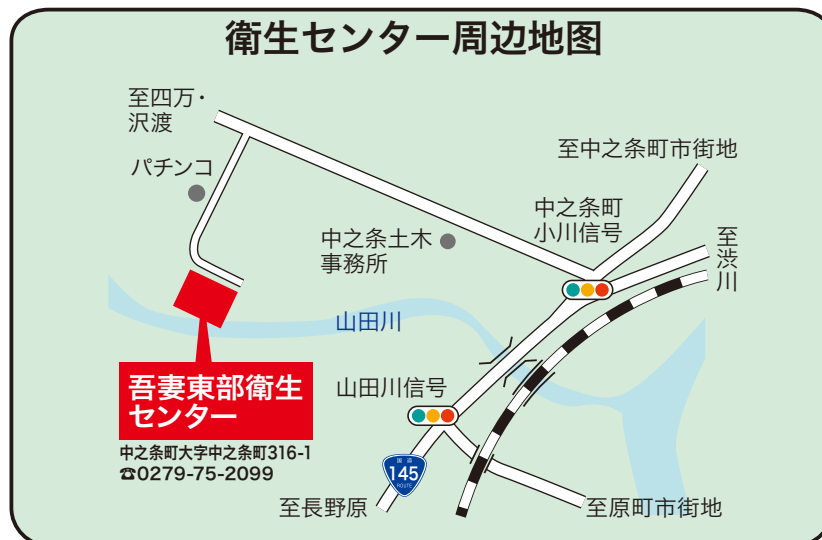 衛生センター周辺地図
至四万・
沢渡
パチンコ
至中之条町市街地
中之条町
小川信号
中之条土木
事務所
至渋川
山田川
吾妻東部衛生
センター
山田川信号
中之条町大字中之条町316-1
☎0279-75-2099
国道
145
ROUTE
至長野原
至原町市街地